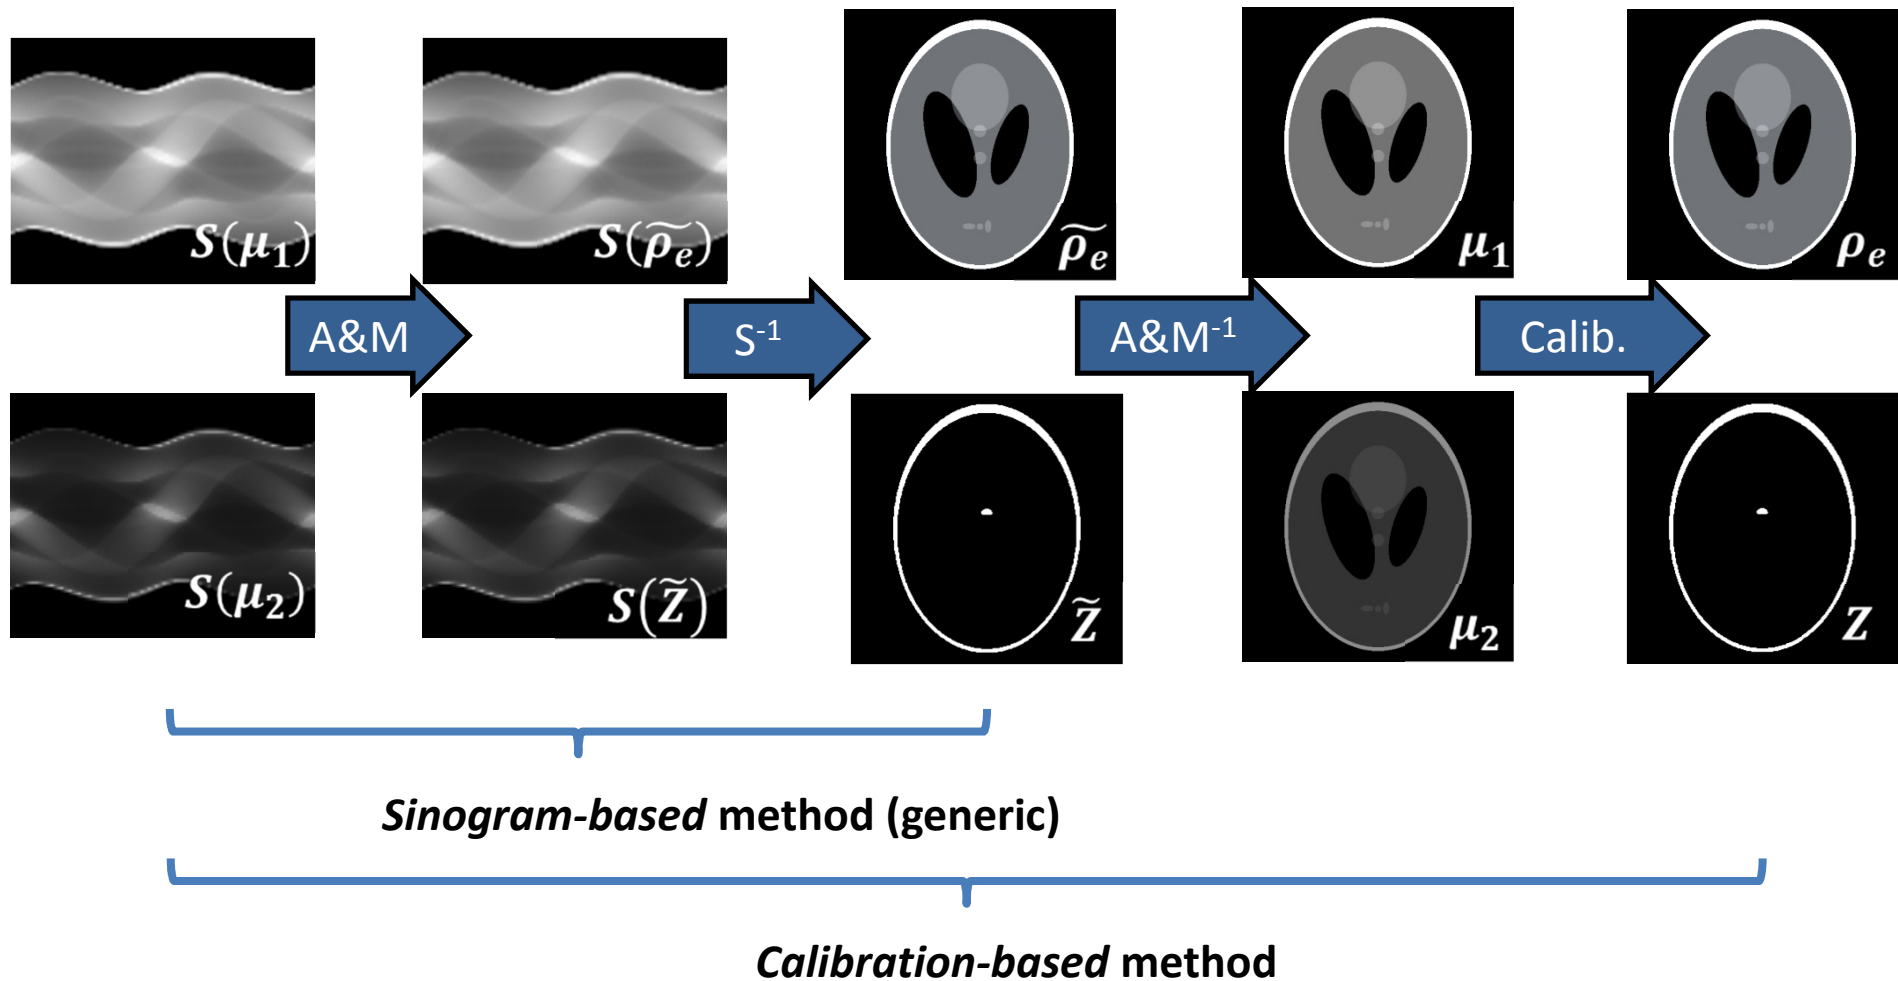 S(μ₁)
S(ρ̃ₑ)
ρ̃ₑ
μ₁
ρₑ
A&M
S⁻¹
A&M⁻¹
Calib.
S(μ₂)
S(Z̃)
Z̃
μ₂
Z
Sinogram-based method (generic)
Calibration-based method